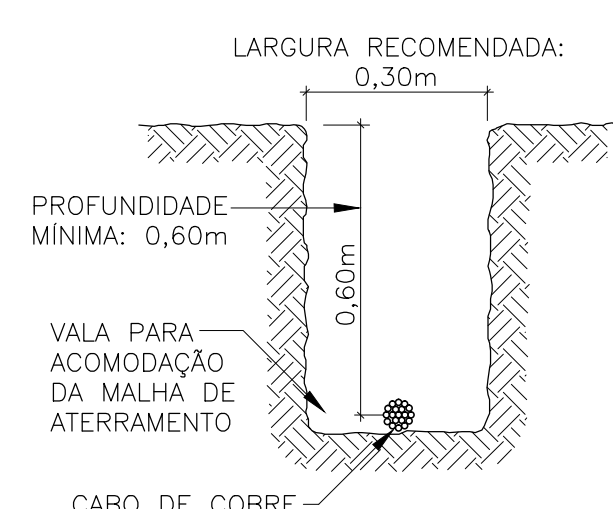 LARGURA RECOMENDADA:
0,30m
PROFUNDIDADE
MÍNIMA: 0,60m
0,60m
VALA PARA
ACOMODAÇÃO
DA MALHA DE
ATERRAMENTO
CABO DE COBRE